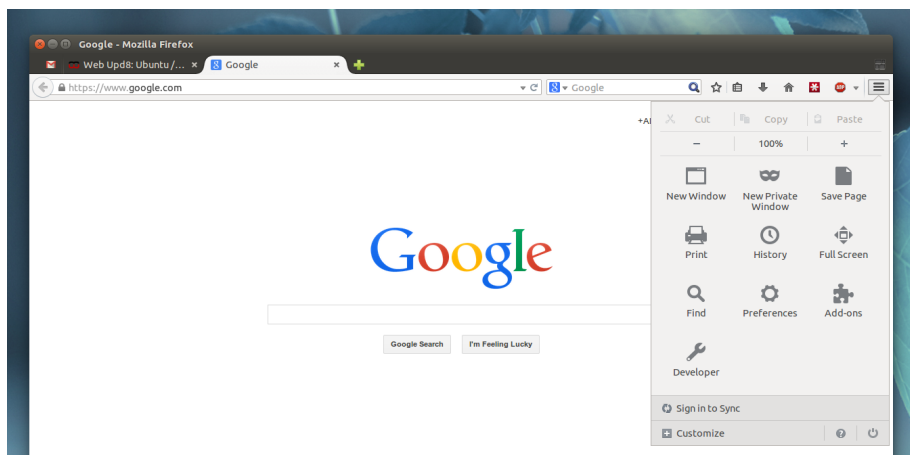 Google - Mozilla Firefox
Web Upd8: Ubuntu /... × Google ×
https://www.google.com Google
Cut Copy Paste
− 100% +
New Window New Private Window Save Page
Print History Full Screen
Find Preferences Add-ons
Developer
Sign in to Sync
Customize
Google
Google Search I'm Feeling Lucky